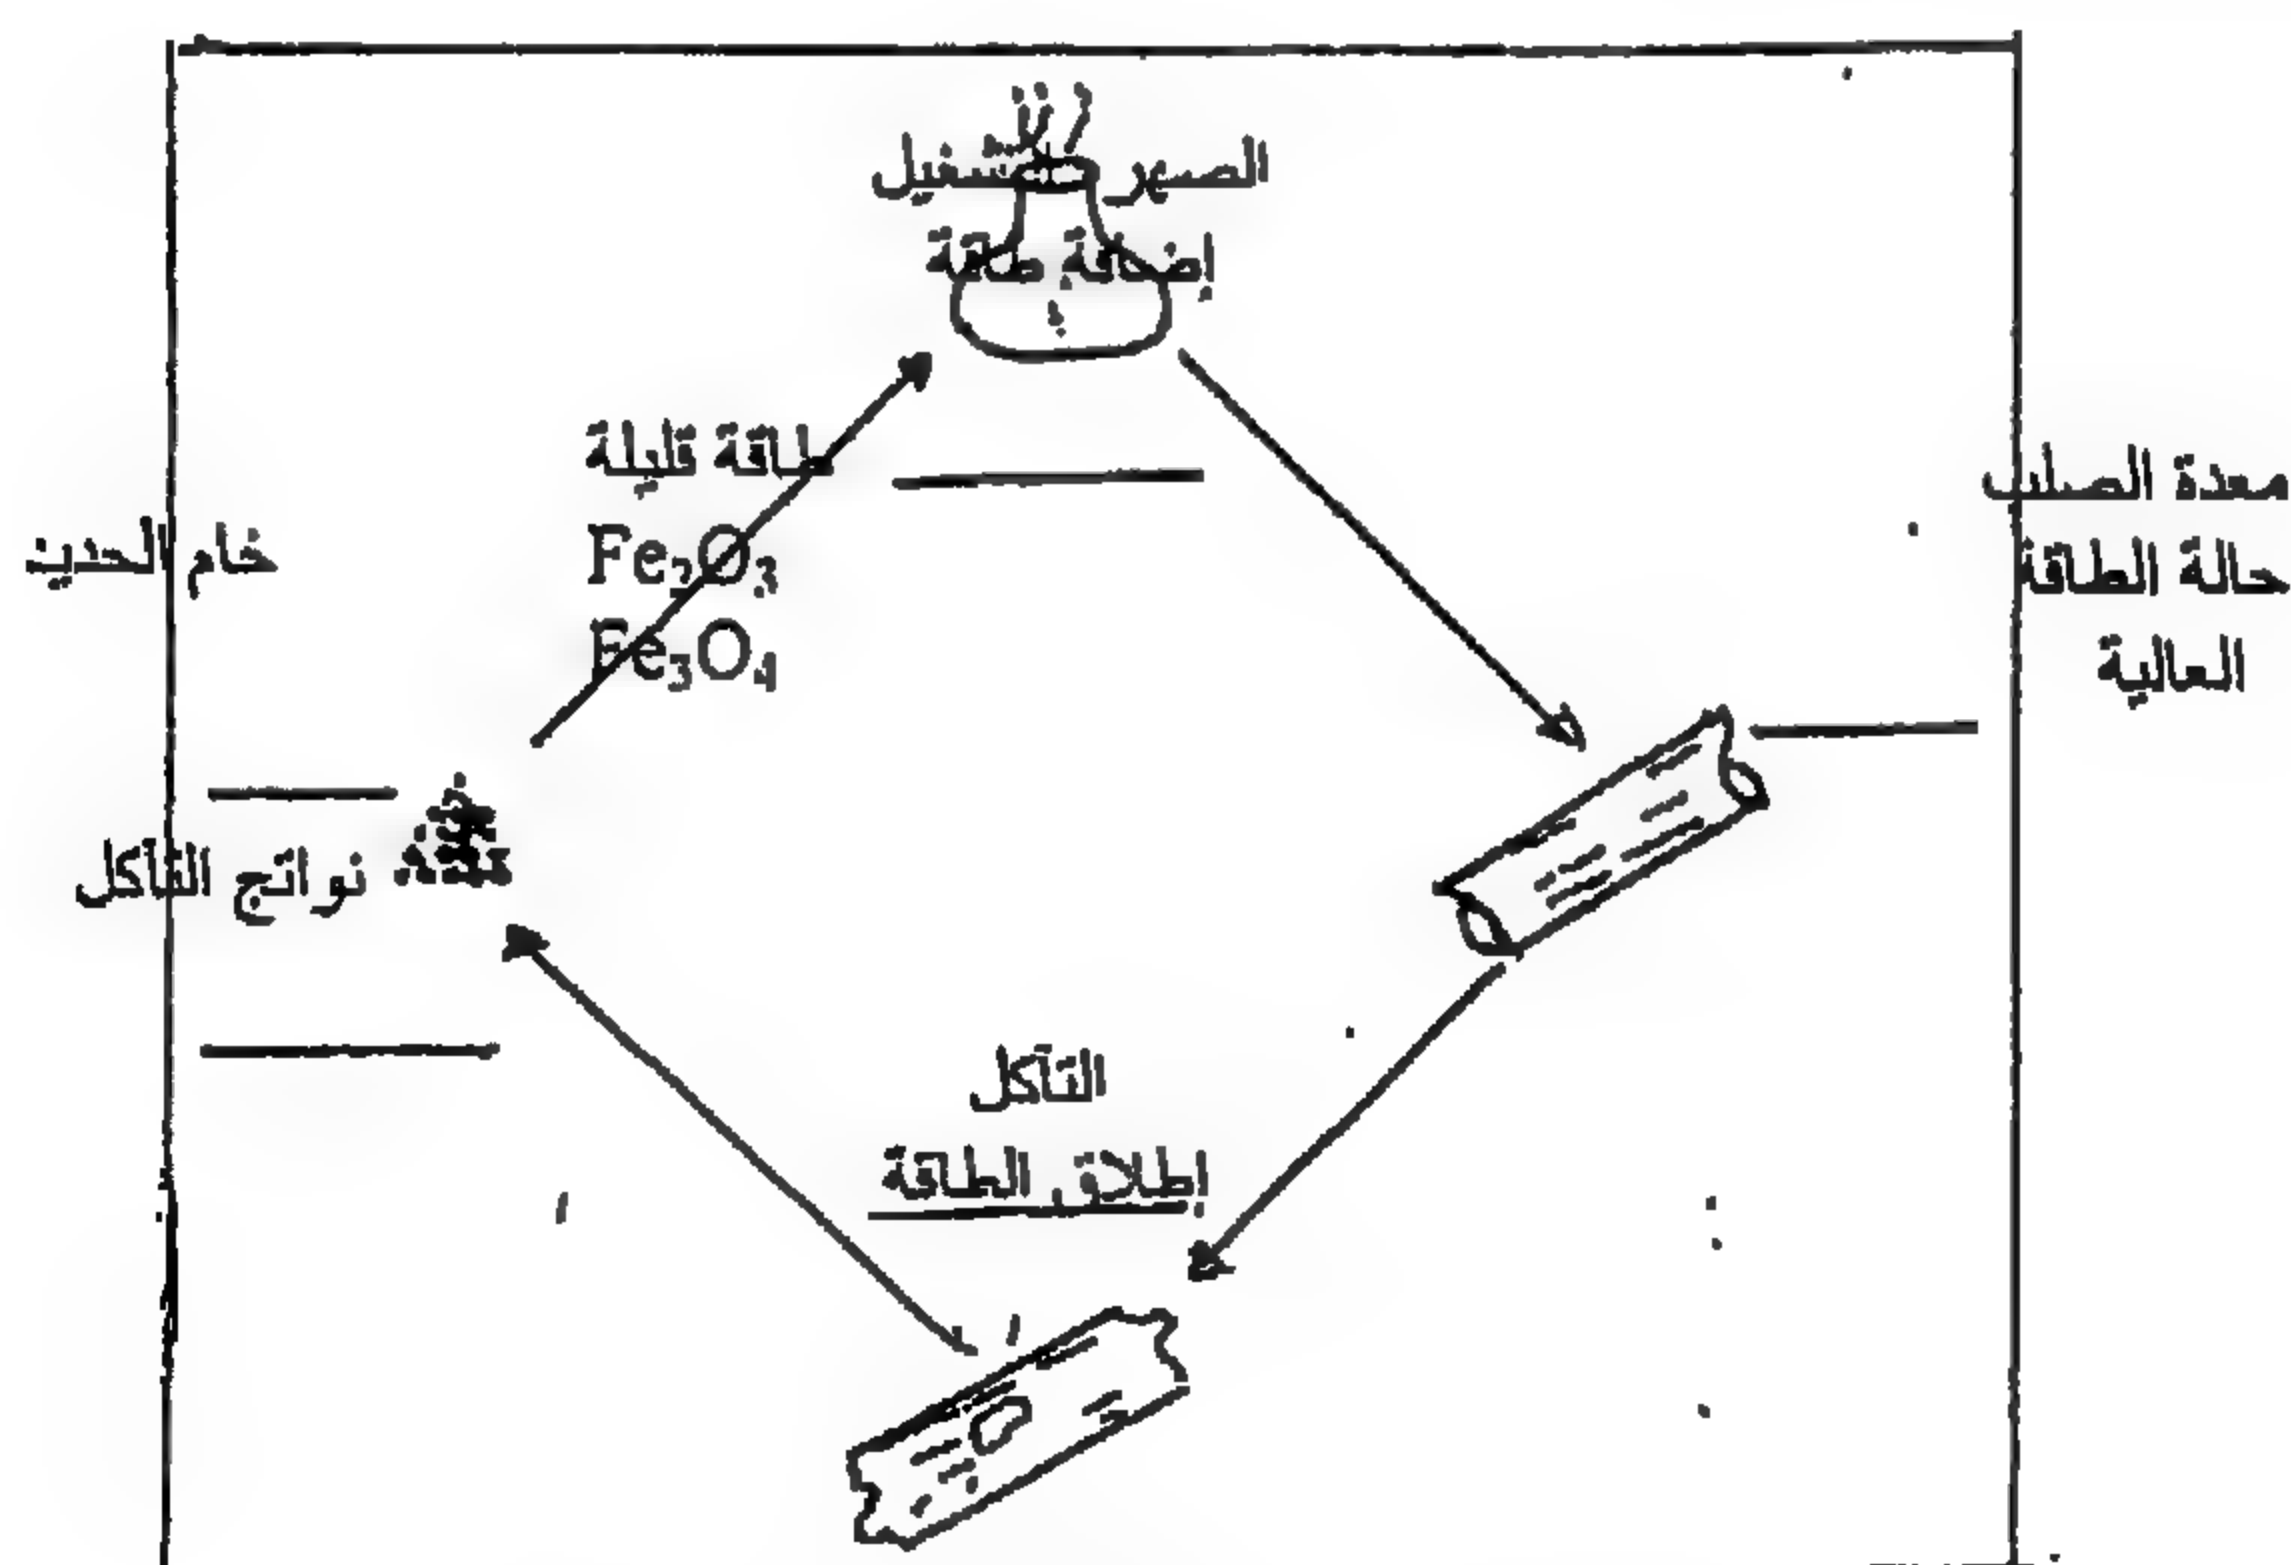 الصهر والتشغيل
إضافة طاقة
طاقة قليلة
Fe₂O₃
Fe₃O₄
معدة الصلب
حالة الطاقة
العالية
خام الحديد
نواتج التآكل
التآكل
إطلاق الطاقة